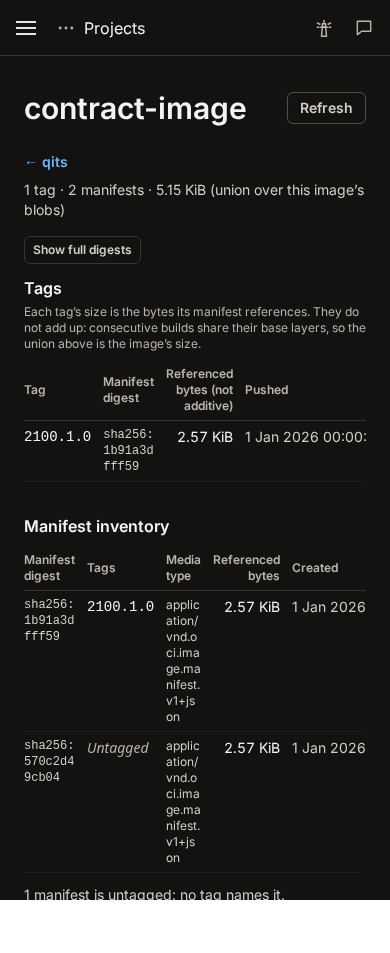 Projects
contract-image
Refresh
← qits
1 tag · 2 manifests · 5.15 KiB (union over this image's
blobs)
Show full digests
Tags
Each tag's size is the bytes its manifest references. They do
not add up: consecutive builds share their base layers, so the
union above is the image's size.
Tag
Manifest
digest
Referenced
bytes (not
additive)
Pushed
2100.1.0
sha256:
1b91a3d
fff59
2.57 KiB
1 Jan 2026 00:00:
Manifest inventory
Manifest
digest
Tags
Media
type
Referenced
bytes
Created
sha256:
1b91a3d
fff59
2100.1.0
applic
ation/
vnd.o
ci.ima
ge.ma
nifest.
v1+js
on
2.57 KiB
1 Jan 2026
sha256:
570c2d4
9cb04
Untagged
applic
ation/
vnd.o
ci.ima
ge.ma
nifest.
v1+js
on
2.57 KiB
1 Jan 2026
1 manifest is untagged: no tag names it.